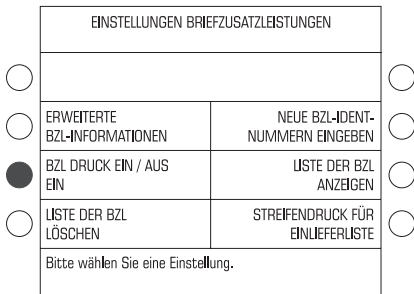 EINSTELLUNGEN BRIEFZUSATZLEISTUNGEN
ERWEITERTE
BZL-INFORMATIONEN
NEUE BZL-IDENT-
NUMMERN EINGEBEN
BZL DRUCK EIN / AUS
EIN
LISTE DER BZL
ANZEIGEN
LISTE DER BZL
LÖSCHEN
STREIFENDRUCK FÜR
EINLIEFERLISTE
Bitte wählen Sie eine Einstellung.